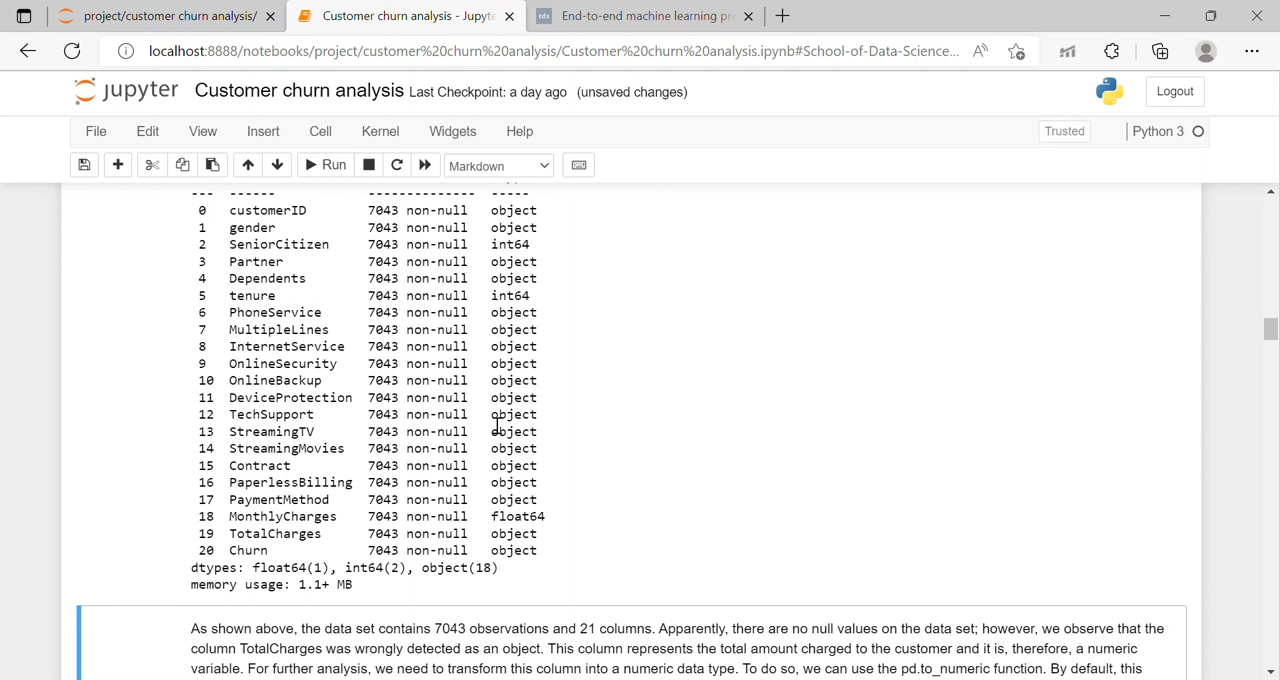 project/customer churn analysis/
Customer churn analysis - Jupyte
End-to-end machine learning pr
localhost:8888/notebooks/project/customer%20churn%20analysis/Customer%20churn%20analysis.ipynb#School-of-Data-Science...
jupyter Customer churn analysis Last Checkpoint: a day ago (unsaved changes)
Logout
File Edit View Insert Cell Kernel Widgets Help
Trusted Python 3
Run Markdown
--- ------ -------------- -----
0 customerID 7043 non-null object
1 gender 7043 non-null object
2 SeniorCitizen 7043 non-null int64
3 Partner 7043 non-null object
4 Dependents 7043 non-null object
5 tenure 7043 non-null int64
6 PhoneService 7043 non-null object
7 MultipleLines 7043 non-null object
8 InternetService 7043 non-null object
9 OnlineSecurity 7043 non-null object
10 OnlineBackup 7043 non-null object
11 DeviceProtection 7043 non-null object
12 TechSupport 7043 non-null object
13 StreamingTV 7043 non-null object
14 StreamingMovies 7043 non-null object
15 Contract 7043 non-null object
16 PaperlessBilling 7043 non-null object
17 PaymentMethod 7043 non-null object
18 MonthlyCharges 7043 non-null float64
19 TotalCharges 7043 non-null object
20 Churn 7043 non-null object
dtypes: float64(1), int64(2), object(18)
memory usage: 1.1+ MB
As shown above, the data set contains 7043 observations and 21 columns. Apparently, there are no null values on the data set; however, we observe that the
column TotalCharges was wrongly detected as an object. This column represents the total amount charged to the customer and it is, therefore, a numeric
variable. For further analysis, we need to transform this column into a numeric data type. To do so, we can use the pd.to_numeric function. By default, this